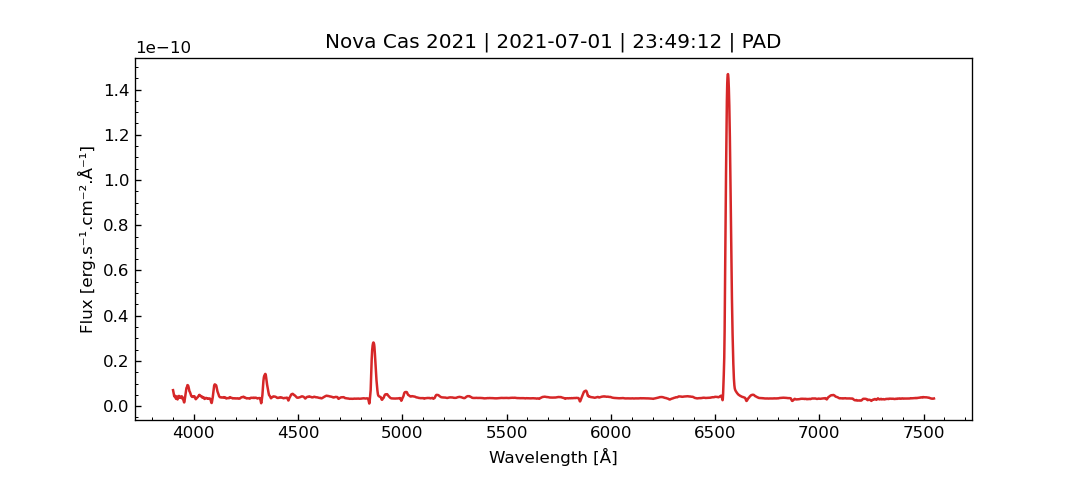 Nova Cas 2021 | 2021-07-01 | 23:49:12 | PAD
1e−10
1.4
1.2
1.0
0.8
0.6
0.4
0.2
0.0
Flux [erg.s⁻¹.cm⁻².Å⁻¹]
4000 4500 5000 5500 6000 6500 7000 7500
Wavelength [Å]